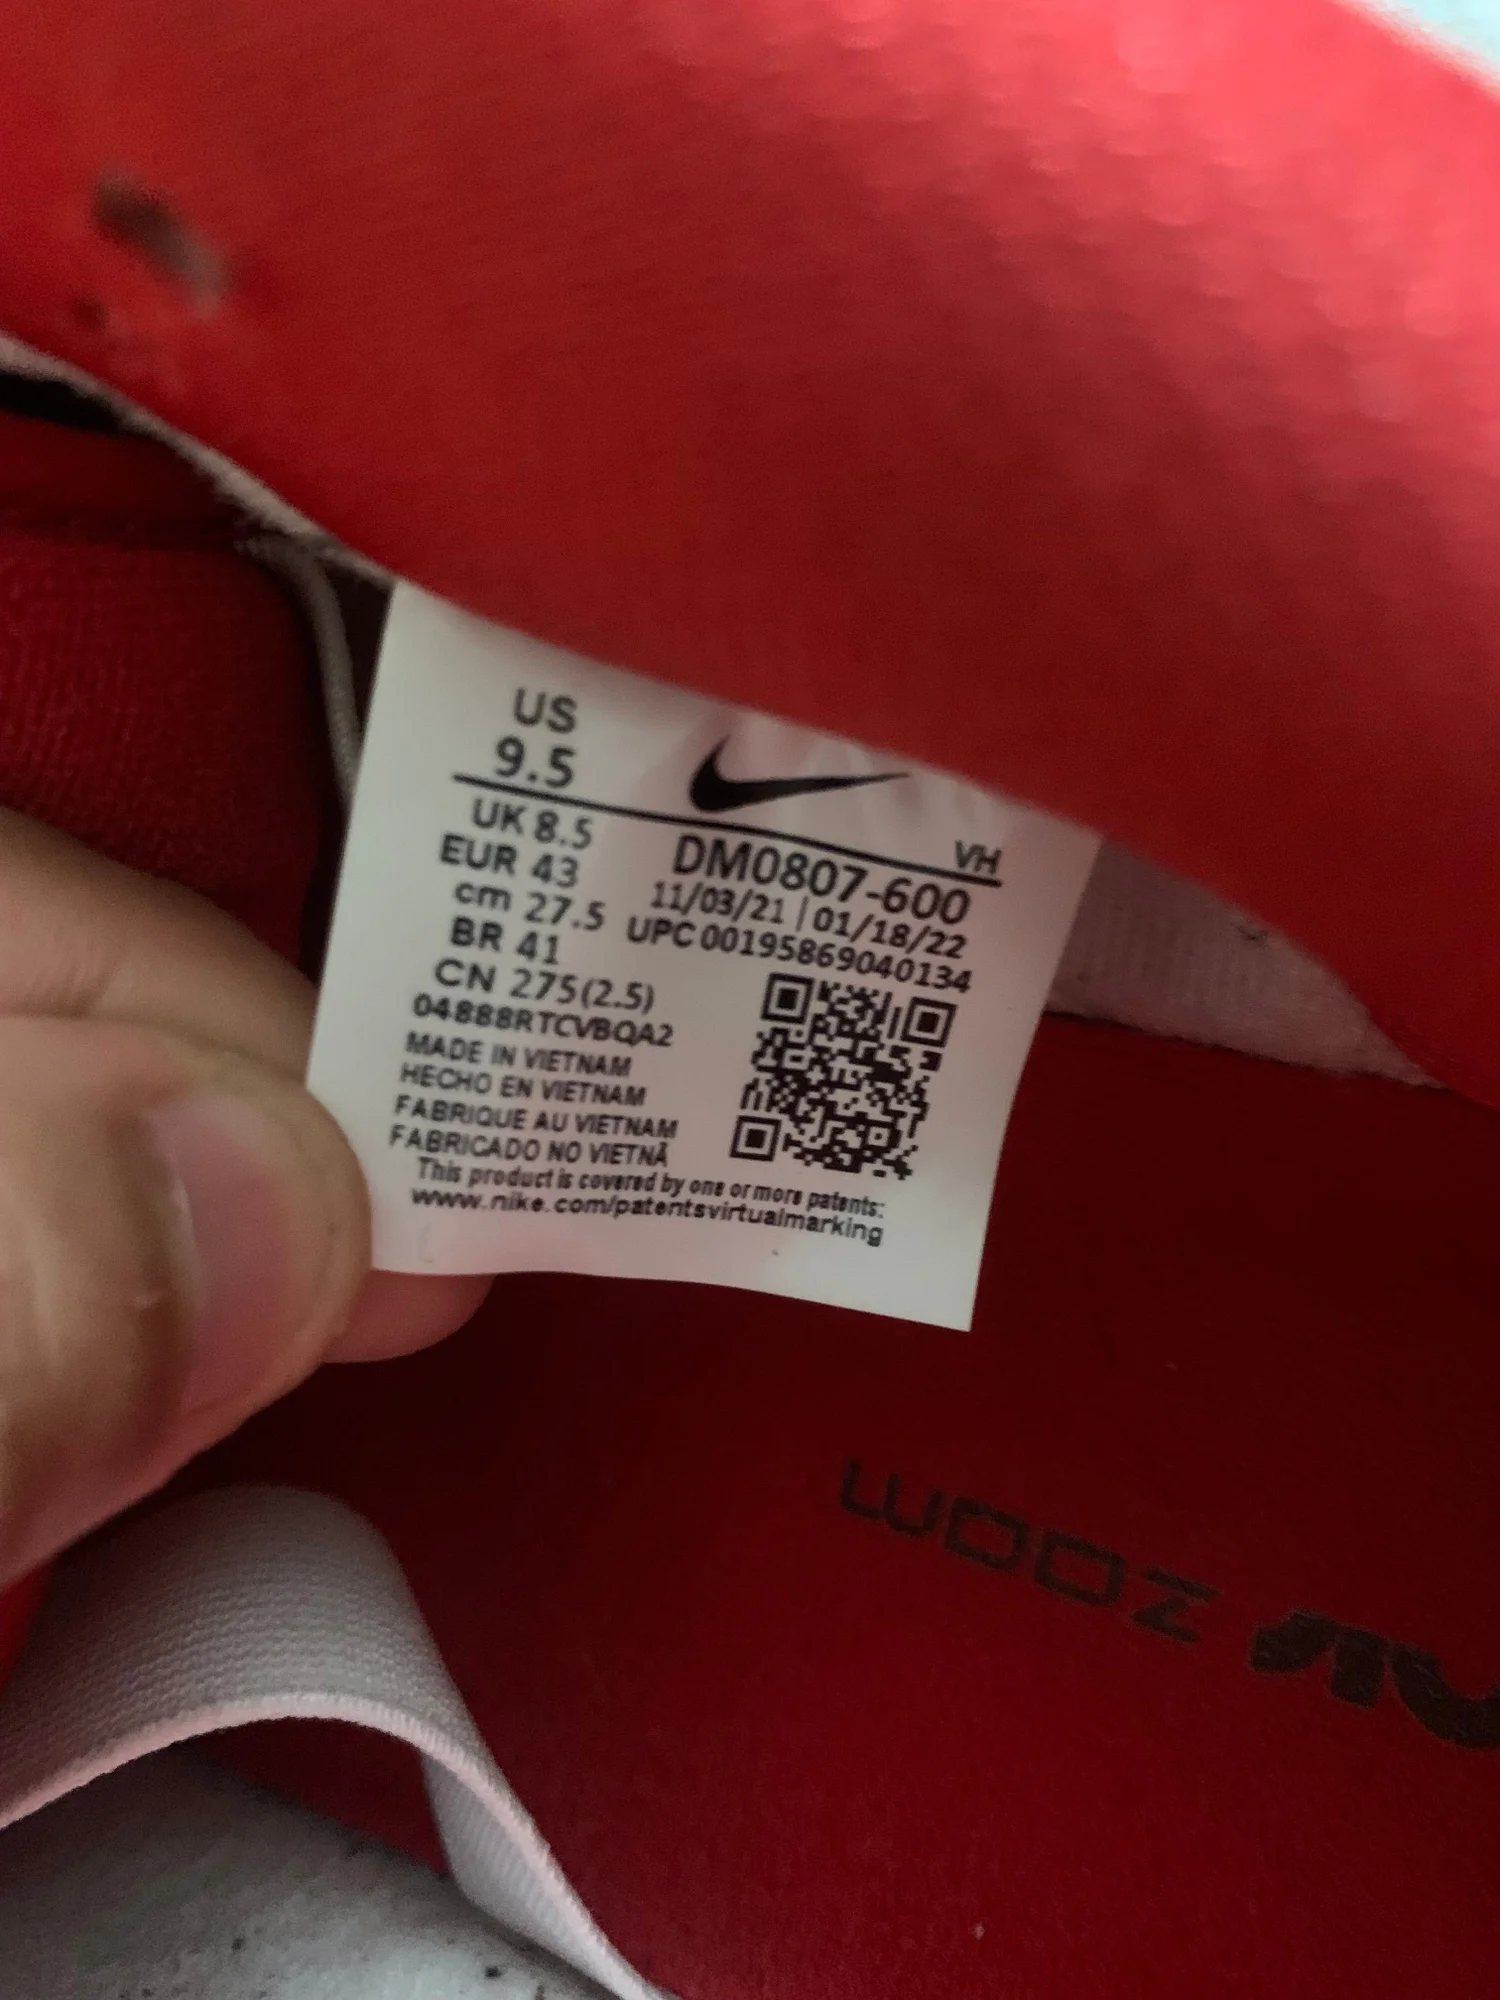 US
9.5
VH
UK 8.5
EUR 43
cm 27.5
BR 41
CN 275(2.5)
DM0807-600
11/03/21 | 01/18/22
UPC 00195869040134
04888RTCVBQA2
MADE IN VIETNAM
HECHO EN VIETNAM
FABRIQUE AU VIETNAM
FABRICADO NO VIETNÃ
This product is covered by one or more patents:
www.nike.com/patentsvirtualmarking
ZOOM